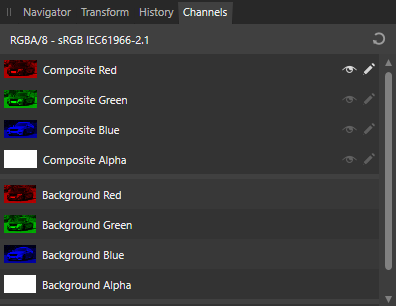 Navigator Transform History Channels
RGBA/8 - sRGB IEC61966-2.1
Composite Red
Composite Green
Composite Blue
Composite Alpha
Background Red
Background Green
Background Blue
Background Alpha